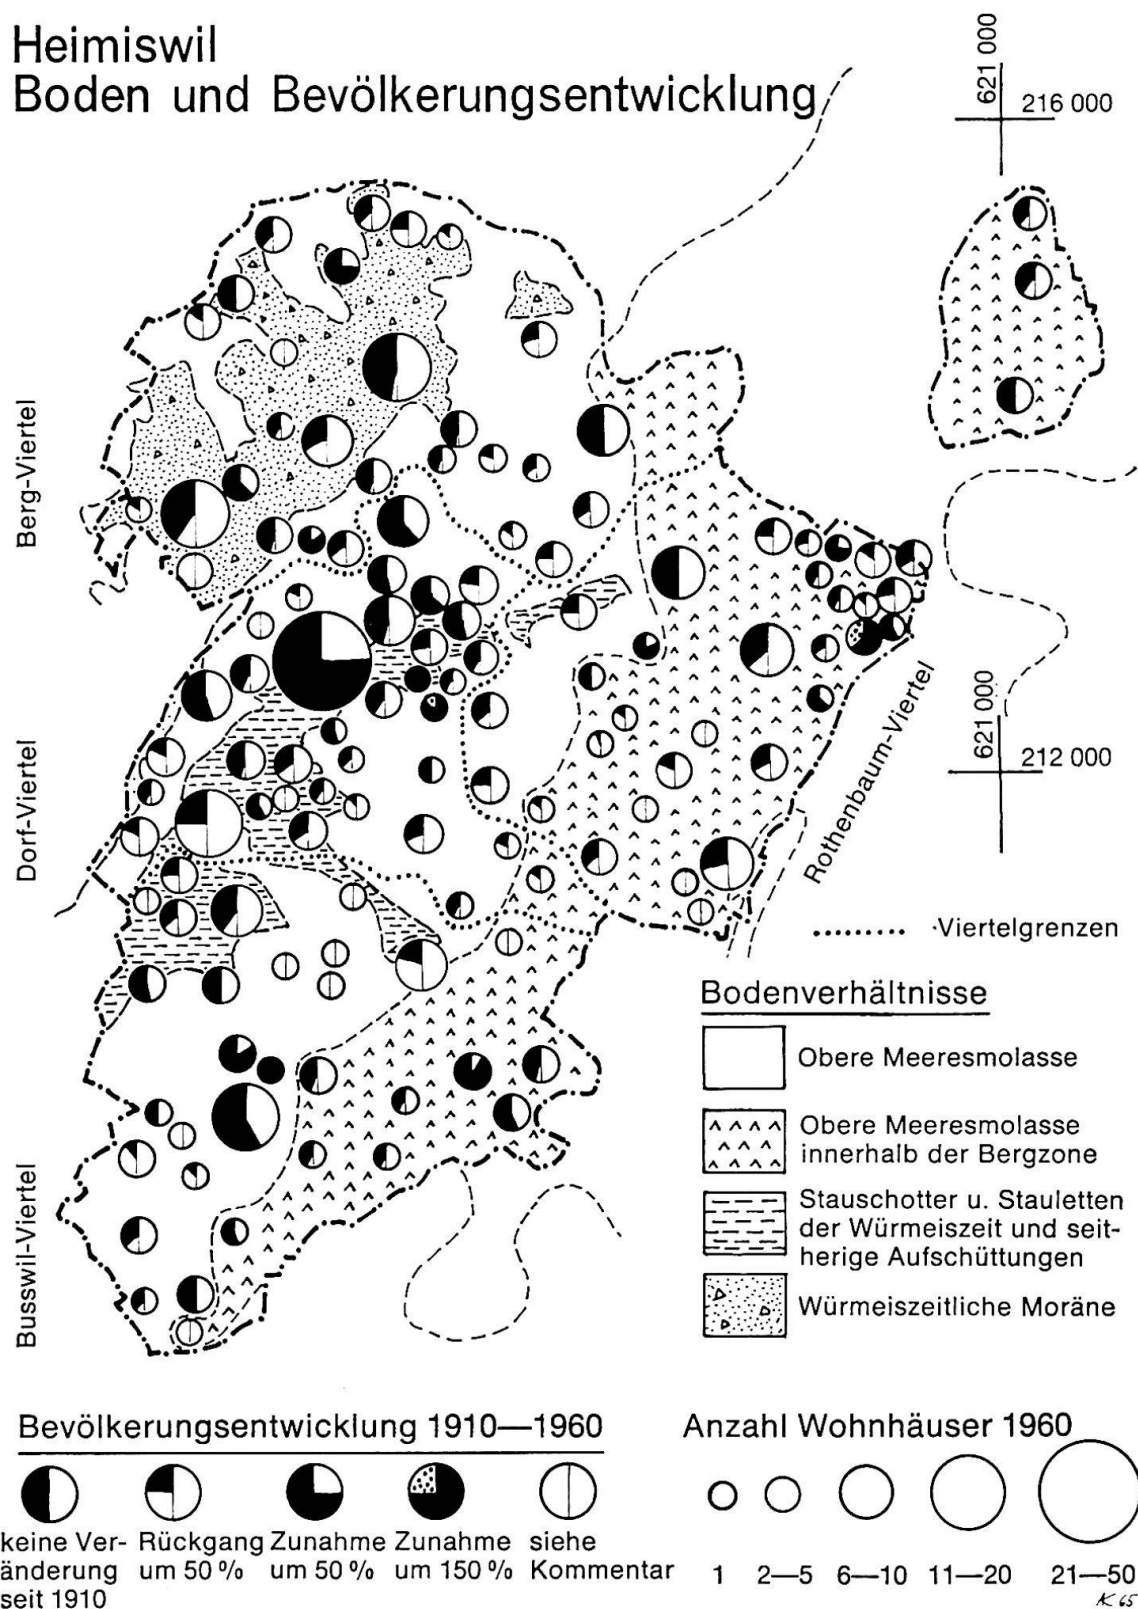 Heimiswil
Boden und Bevölkerungsentwicklung
621 000
216 000
Berg-Viertel
Dorf-Viertel
Busswil-Viertel
Rothenbaum-Viertel
621 000
212 000
Viertelgrenzen
Bodenverhältnisse
Obere Meeresmolasse
Obere Meeresmolasse
innerhalb der Bergzone
Stauschotter u. Stauletten
der Würmeiszeit und seit-
herige Aufschüttungen
Würmeiszeitliche Moräne
Bevölkerungsentwicklung 1910—1960
keine Ver-
änderung
seit 1910
Rückgang
um 50 %
Zunahme
um 50 %
Zunahme
um 150 %
siehe
Kommentar
Anzahl Wohnhäuser 1960
1 2—5 6—10 11—20 21—50
AK 65